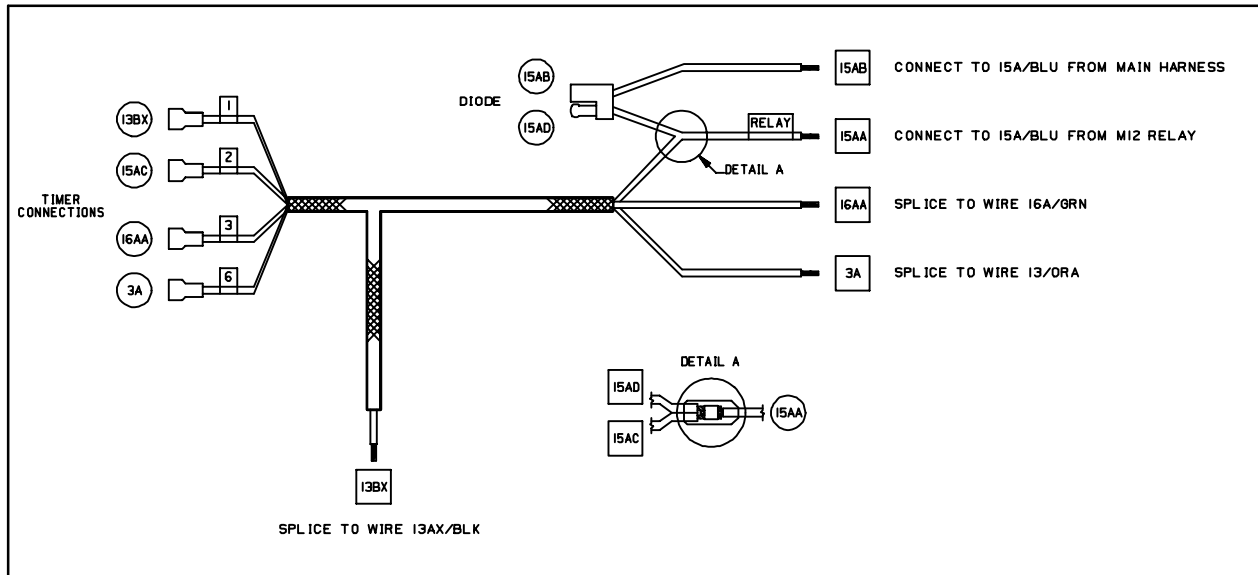 15AB
15AB
CONNECT TO 15A/BLU FROM MAIN HARNESS
DIODE
13BX
1
15AD
RELAY
15AA
CONNECT TO 15A/BLU FROM M12 RELAY
15AC
2
DETAIL A
TIMER
CONNECTIONS
16AA
SPLICE TO WIRE 16A/GRN
16AA
3
3A
6
3A
SPLICE TO WIRE 13/ORA
DETAIL A
15AD
15AA
15AC
13BX
SPLICE TO WIRE 13AX/BLK